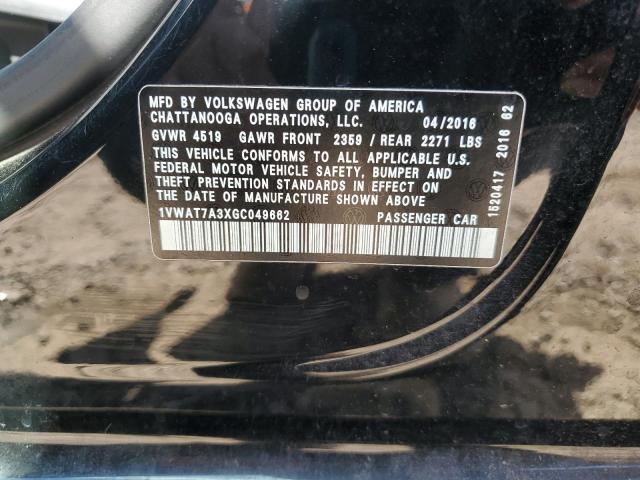 MFD BY VOLKSWAGEN GROUP OF AMERICA
CHATTANOOGA OPERATIONS, LLC. 04/2016
GVWR 4519 GAWR FRONT 2359 / REAR 2271 LBS
THIS VEHICLE CONFORMS TO ALL APPLICABLE U.S.
FEDERAL MOTOR VEHICLE SAFETY, BUMPER AND
THEFT PREVENTION STANDARDS IN EFFECT ON
THE DATE OF MANUFACTURE SHOWN ABOVE
1VWAT7A3XGC049662 PASSENGER CAR
1520417 2016 62